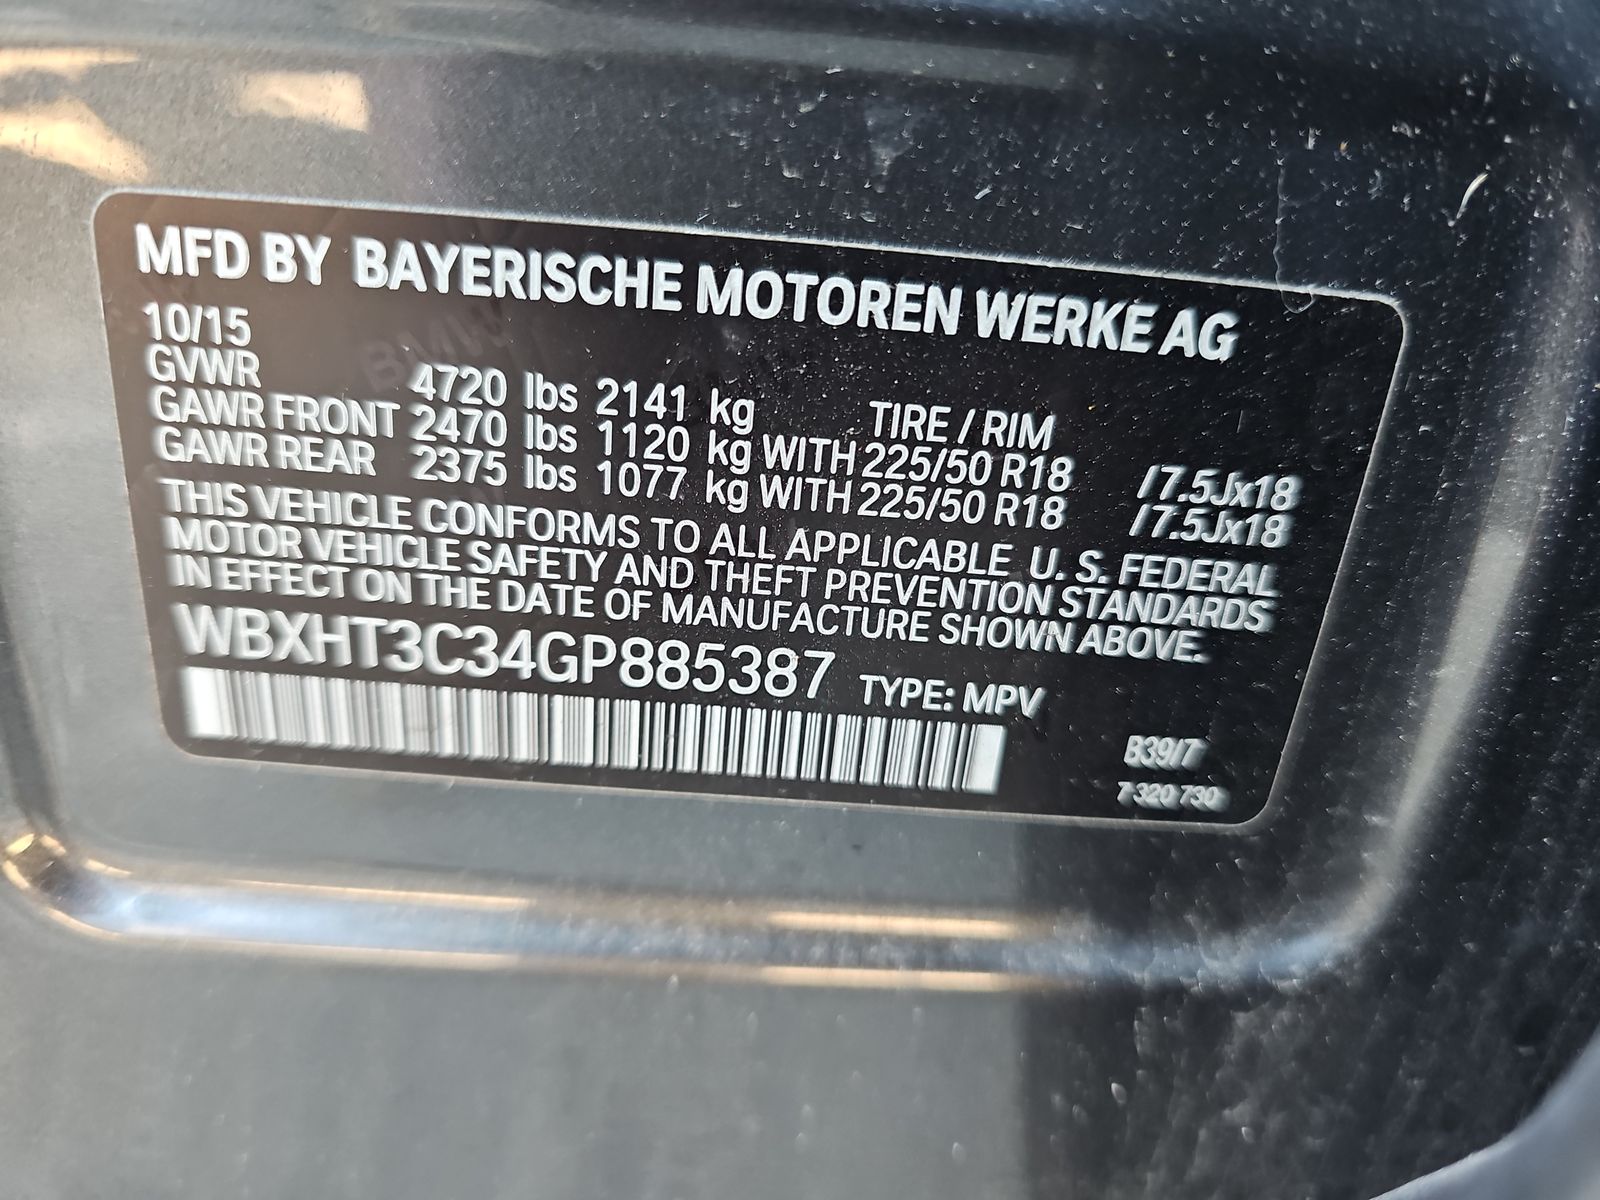 MFD BY BAYERISCHE MOTOREN WERKE AG
10/15
GVWR 4720 lbs 2141 kg TIRE / RIM
GAWR FRONT 2470 lbs 1120 kg WITH 225/50 R18 / 7.5Jx18
GAWR REAR 2375 lbs 1077 kg WITH 225/50 R18 / 7.5Jx18
THIS VEHICLE CONFORMS TO ALL APPLICABLE U. S. FEDERAL
MOTOR VEHICLE SAFETY AND THEFT PREVENTION STANDARDS
IN EFFECT ON THE DATE OF MANUFACTURE SHOWN ABOVE.
WBXHT3C34GP885387 TYPE: MPV
B39/7
7 320 730